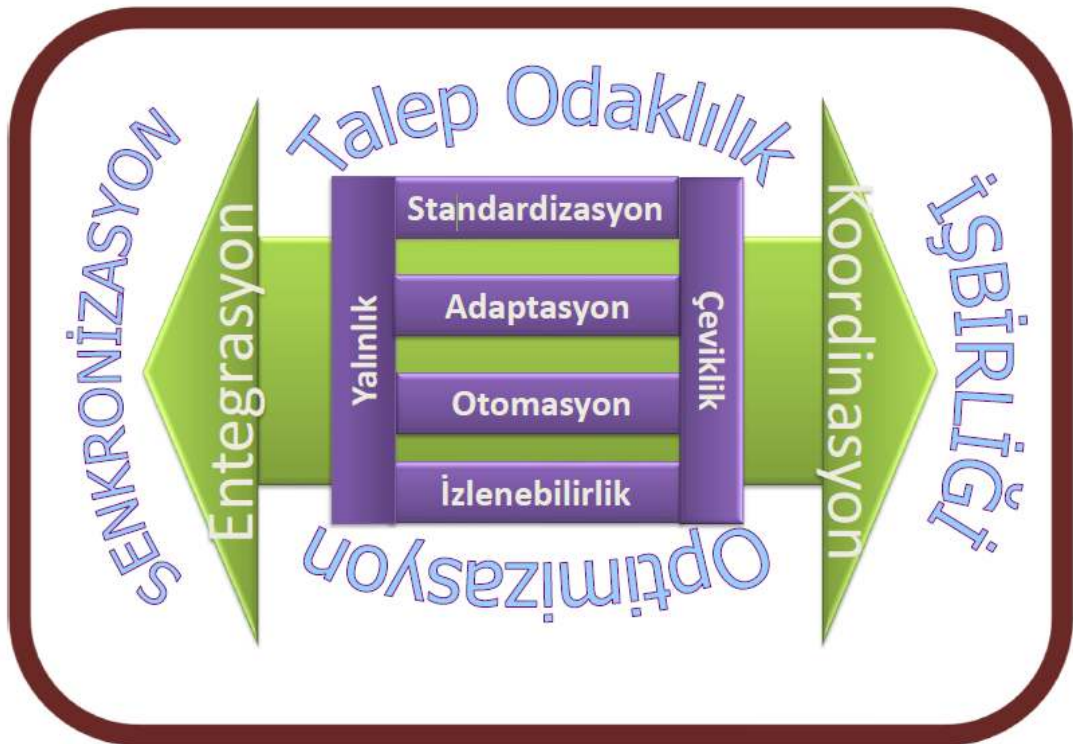 Talep Odaklılık
SENKRONİZASYON
Entegrasyon
Yalınlık
Standardizasyon
Adaptasyon
Otomasyon
İzlenebilirlik
Çeviklik
Koordinasyon
İŞBİRLİĞİ
Optimizasyon